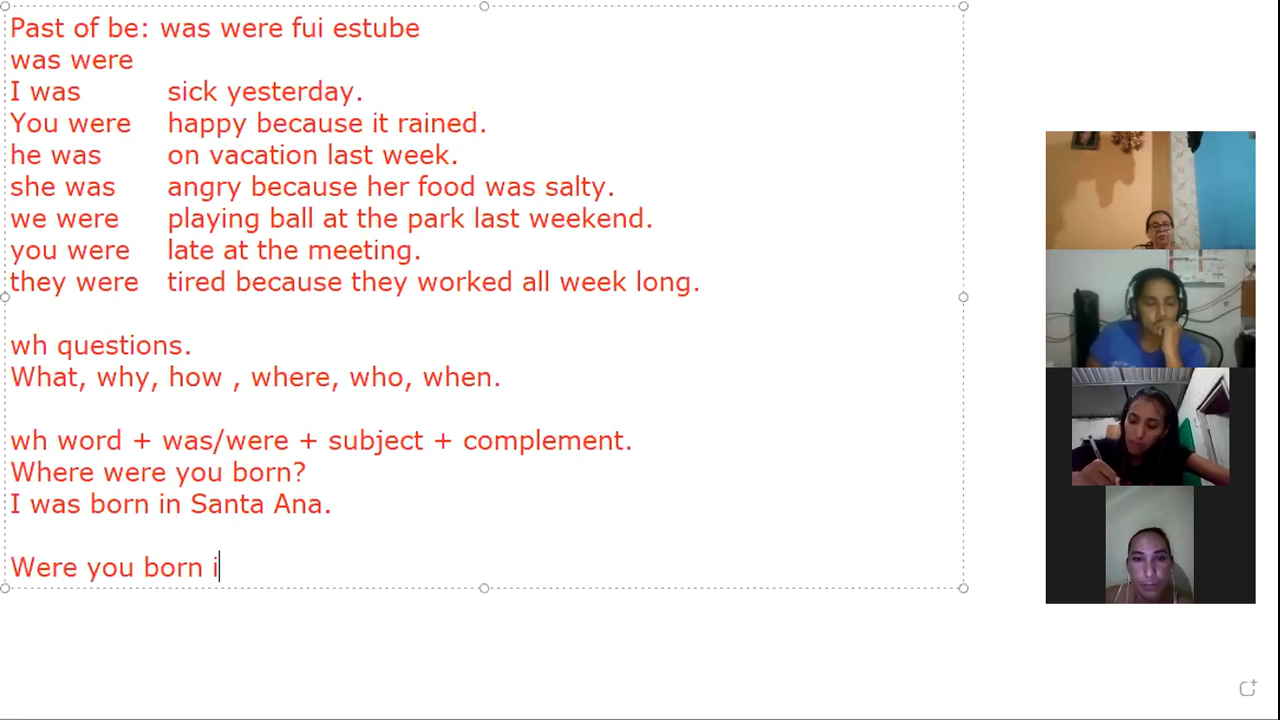 Past of be: was were fui estube
was were
I was sick yesterday.
You were happy because it rained.
he was on vacation last week.
she was angry because her food was salty.
we were playing ball at the park last weekend.
you were late at the meeting.
they were tired because they worked all week long.
wh questions.
What, why, how , where, who, when.
wh word + was/were + subject + complement.
Where were you born?
I was born in Santa Ana.
Were you born i